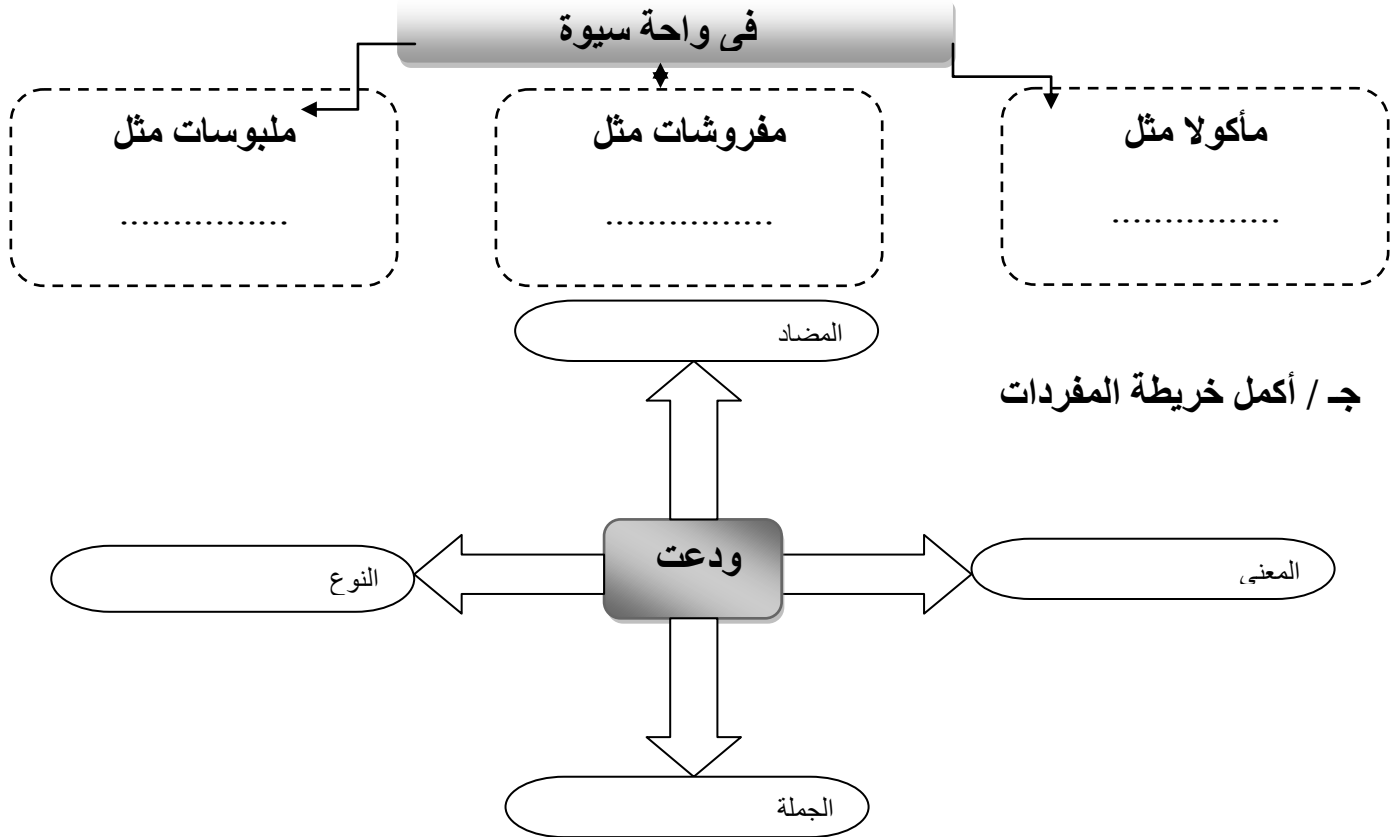 فى واحة سيوة
مأكولا مثل
مفروشات مثل
ملبوسات مثل
................
................
................
المضاد
جـ / أكمل خريطة المفردات
ودعت
المعنى
النوع
الجملة